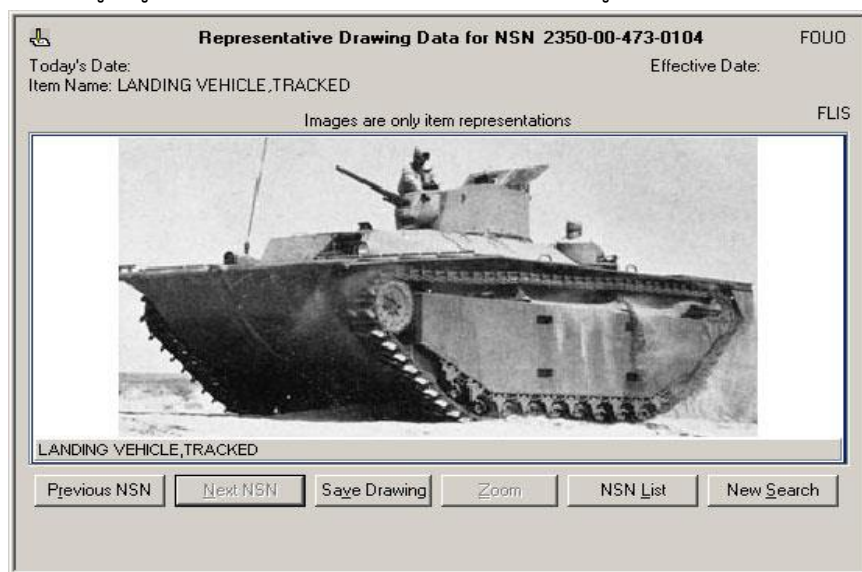 Representative Drawing Data for NSN 2350-00-473-0104 FOUO
Today's Date: Effective Date:
Item Name: LANDING VEHICLE,TRACKED
Images are only item representations FLIS
LANDING VEHICLE,TRACKED
Previous NSN Next NSN Save Drawing Zoom NSN List New Search